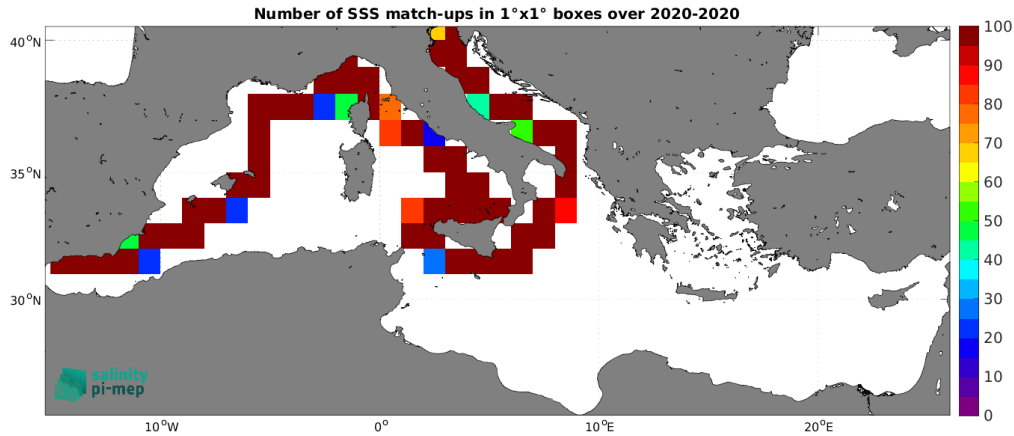 Number of SSS match-ups in 1°x1° boxes over 2020-2020
40°N
35°N
30°N
10°W
0°
10°E
20°E
100
90
80
70
60
50
40
30
20
10
0
salinity
pi-mep